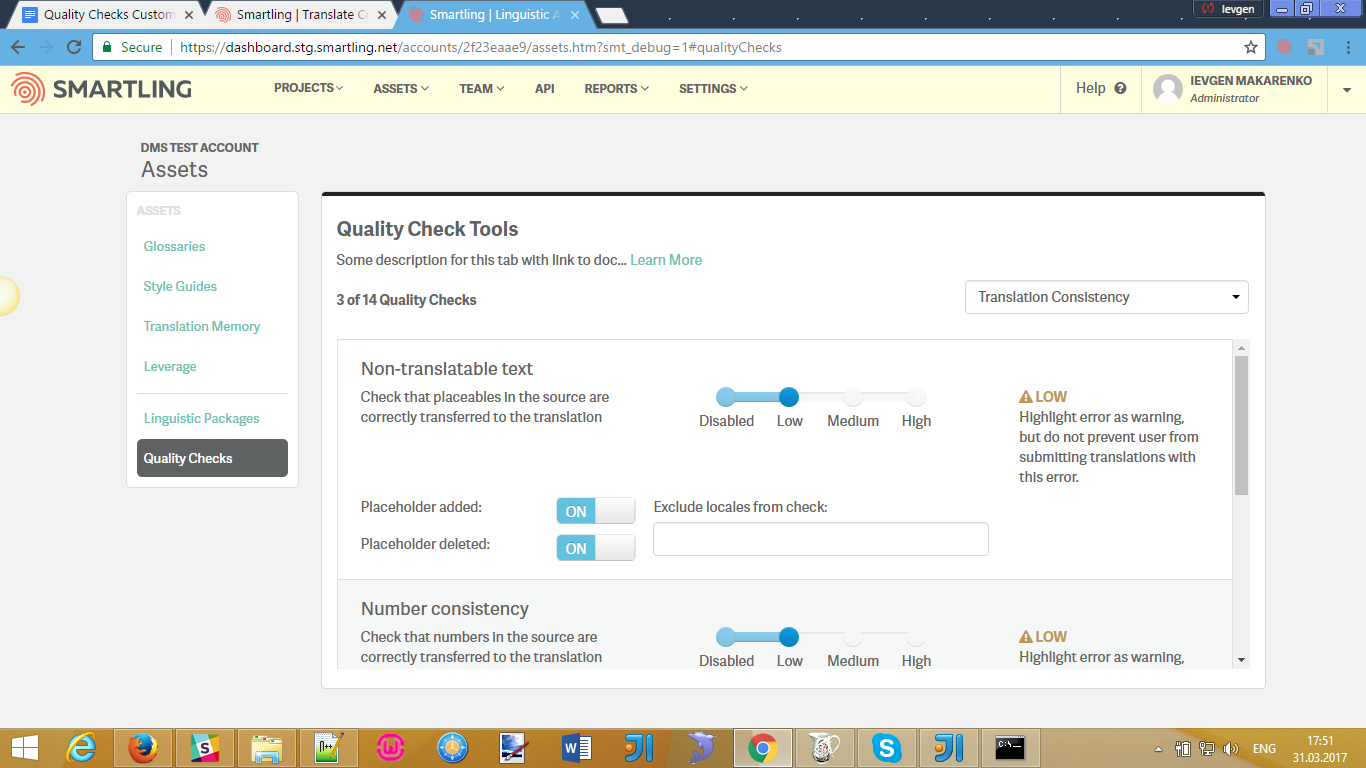 Quality Checks Custom
Smartling | Translate Co
Smartling | Linguistic A
Ievgen
Secure
https://dashboard.stg.smartling.net/accounts/2f23eaae9/assets.htm?smt_debug=1#qualityChecks
SMARTLING
PROJECTS
ASSETS
TEAM
API
REPORTS
SETTINGS
Help
IEVGEN MAKARENKO
Administrator
DMS TEST ACCOUNT
Assets
ASSETS
Glossaries
Style Guides
Translation Memory
Leverage
Linguistic Packages
Quality Checks
Quality Check Tools
Some description for this tab with link to doc... Learn More
3 of 14 Quality Checks
Translation Consistency
Non-translatable text
Check that placeables in the source are
correctly transferred to the translation
Disabled Low Medium High
LOW
Highlight error as warning,
but do not prevent user from
submitting translations with
this error.
Placeholder added:
ON
Exclude locales from check:
Placeholder deleted:
ON
Number consistency
Check that numbers in the source are
correctly transferred to the translation
Disabled Low Medium High
LOW
Highlight error as warning,
ENG
17:51
31.03.2017